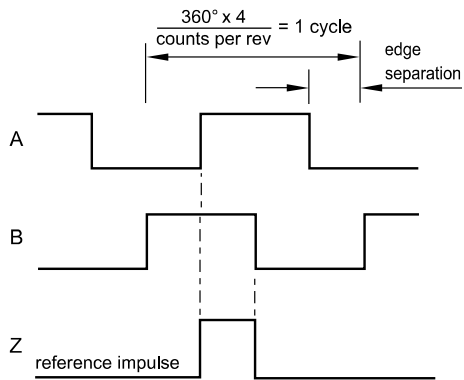 360° x 4
counts per rev = 1 cycle
edge
separation
A
B
Z
reference impulse